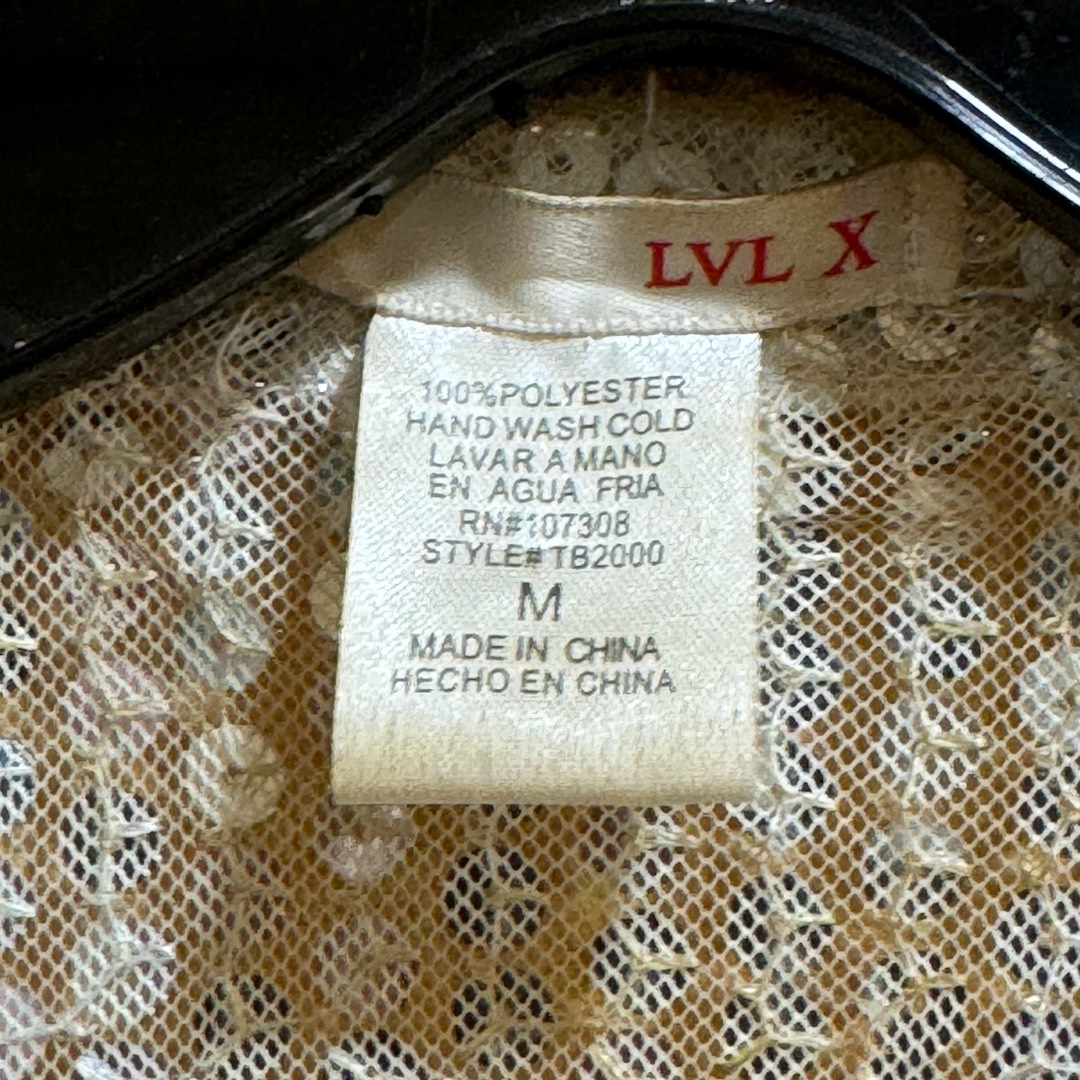 LVL X
100%POLYESTER
HAND WASH COLD
LAVAR A MANO
EN AGUA FRIA
RN#107308
STYLE# TB2000
M
MADE IN CHINA
HECHO EN CHINA